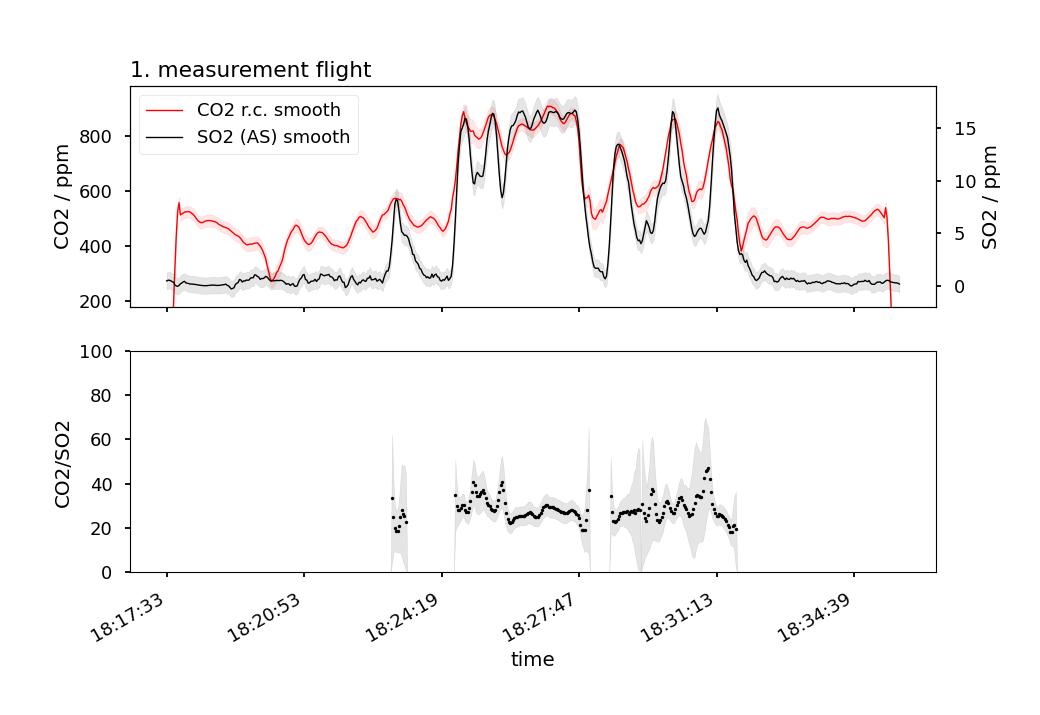 1. measurement flight
CO2 r.c. smooth
SO2 (AS) smooth
CO2 / ppm
800
600
400
200
SO2 / ppm
15
10
5
0
CO2/SO2
100
80
60
40
20
0
18:17:33
18:20:53
18:24:19
18:27:47
18:31:13
18:34:39
time